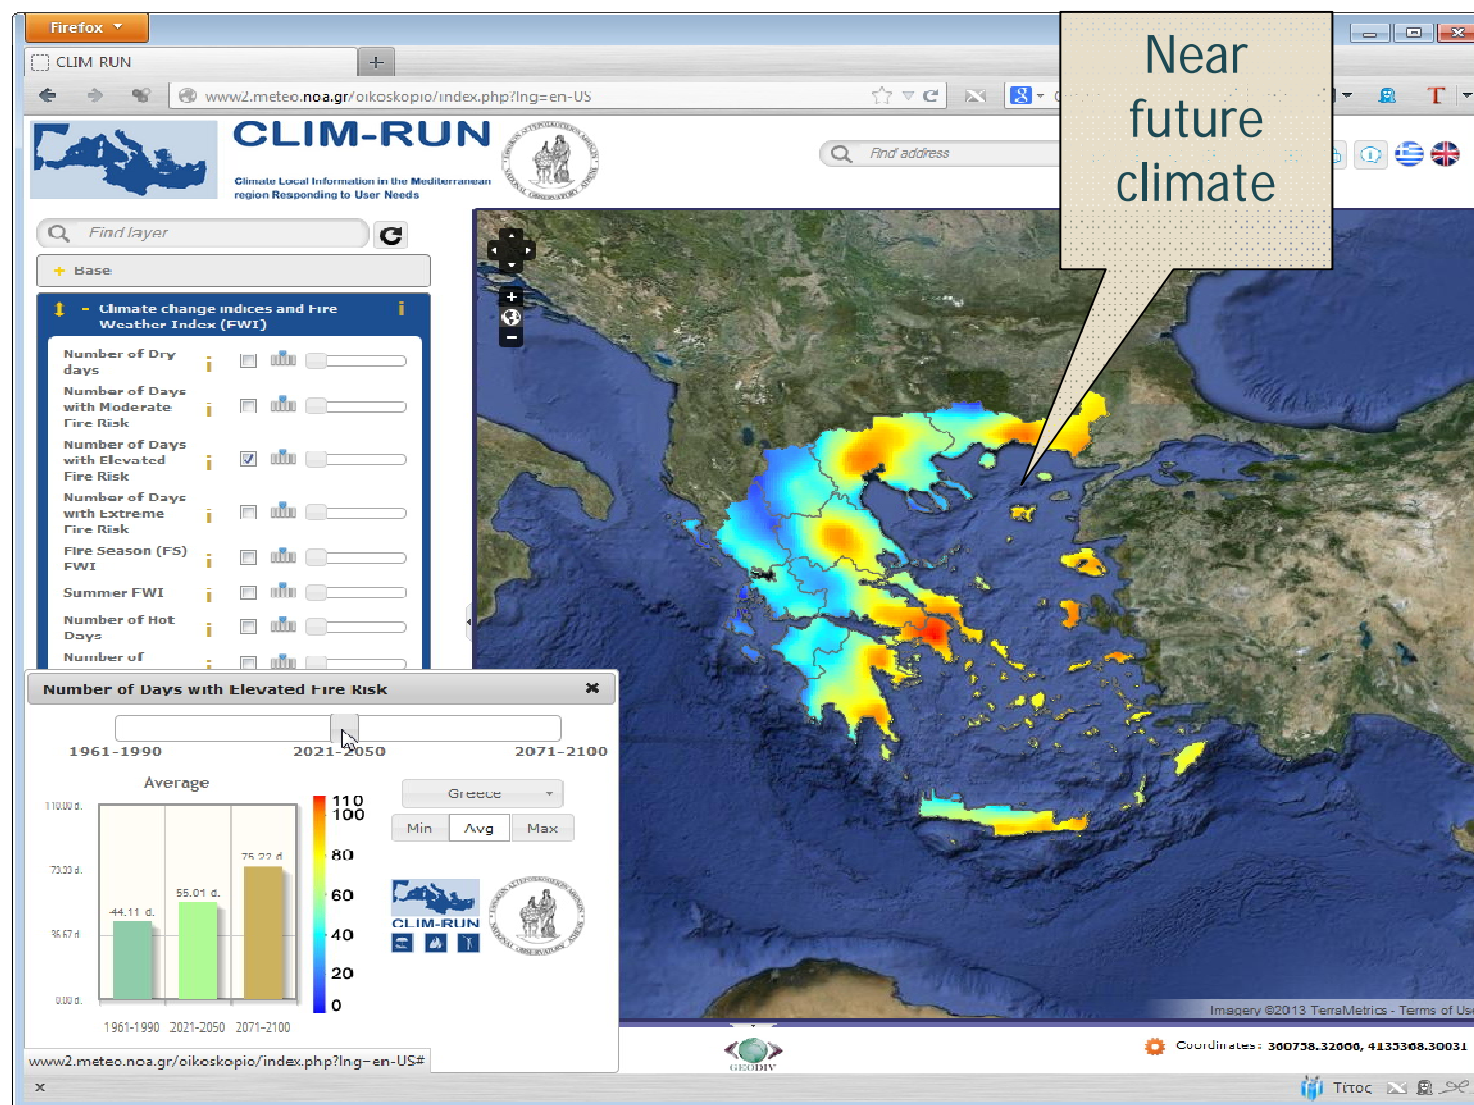 Firefox
CLIM RUN
www2.meteo.noa.gr/oikoskopio/index.php?lng=en-US
Near
future
climate
CLIM-RUN
Climate Local Information in the Mediterranean
region Responding to User Needs
Find address
Find layer
Base
Climate change indices and Fire
Weather Index (FWI)
Number of Dry
days
Number of Days
with Moderate
Fire Risk
Number of Days
with Elevated
Fire Risk
Number of Days
with Extreme
Fire Risk
Fire Season (FS)
FWI
Summer FWI
Number of Hot
Days
Number of
Number of Days with Elevated Fire Risk
1961-1990 2021-2050 2071-2100
Average
Greece
Min Avg Max
110.00 d.
36.67 d.
0.00 d.
44.11 d.
55.01 d.
75.22 d.
1961-1990 2021-2050 2071-2100
110
100
80
60
40
20
0
CLIM-RUN
www2.meteo.noa.gr/oikoskopio/index.php?lng=en-US#
Imagery ©2013 TerraMetrics - Terms of Use
GEODIV
Coordinates:
Τίτος